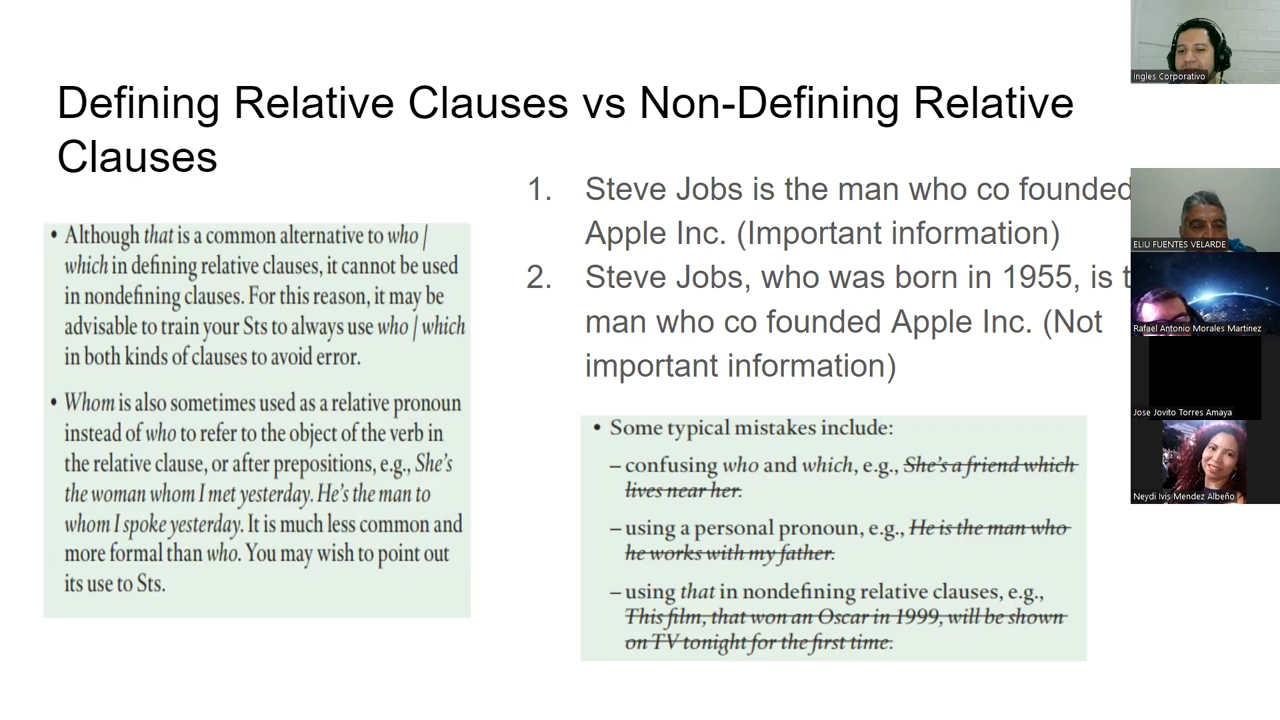 Defining Relative Clauses vs Non-Defining Relative
Clauses
• Although that is a common alternative to who /
which in defining relative clauses, it cannot be used
in nondefining clauses. For this reason, it may be
advisable to train your Sts to always use who / which
in both kinds of clauses to avoid error.
• Whom is also sometimes used as a relative pronoun
instead of who to refer to the object of the verb in
the relative clause, or after prepositions, e.g., She's
the woman whom I met yesterday. He's the man to
whom I spoke yesterday. It is much less common and
more formal than who. You may wish to point out
its use to Sts.
1. Steve Jobs is the man who co founded
Apple Inc. (Important information)
2. Steve Jobs, who was born in 1955, is t
man who co founded Apple Inc. (Not
important information)
• Some typical mistakes include:
– confusing who and which, e.g., She's a friend which
lives near her.
– using a personal pronoun, e.g., He is the man who
he works with my father.
– using that in nondefining relative clauses, e.g.,
This film, that won an Oscar in 1999, will be shown
on TV tonight for the first time.
Ingles Corporativo
ELIU FUENTES VELARDE
Rafael Antonio Morales Martinez
Jose Jovito Torres Amaya
Neydi Ivis Mendez Albeño